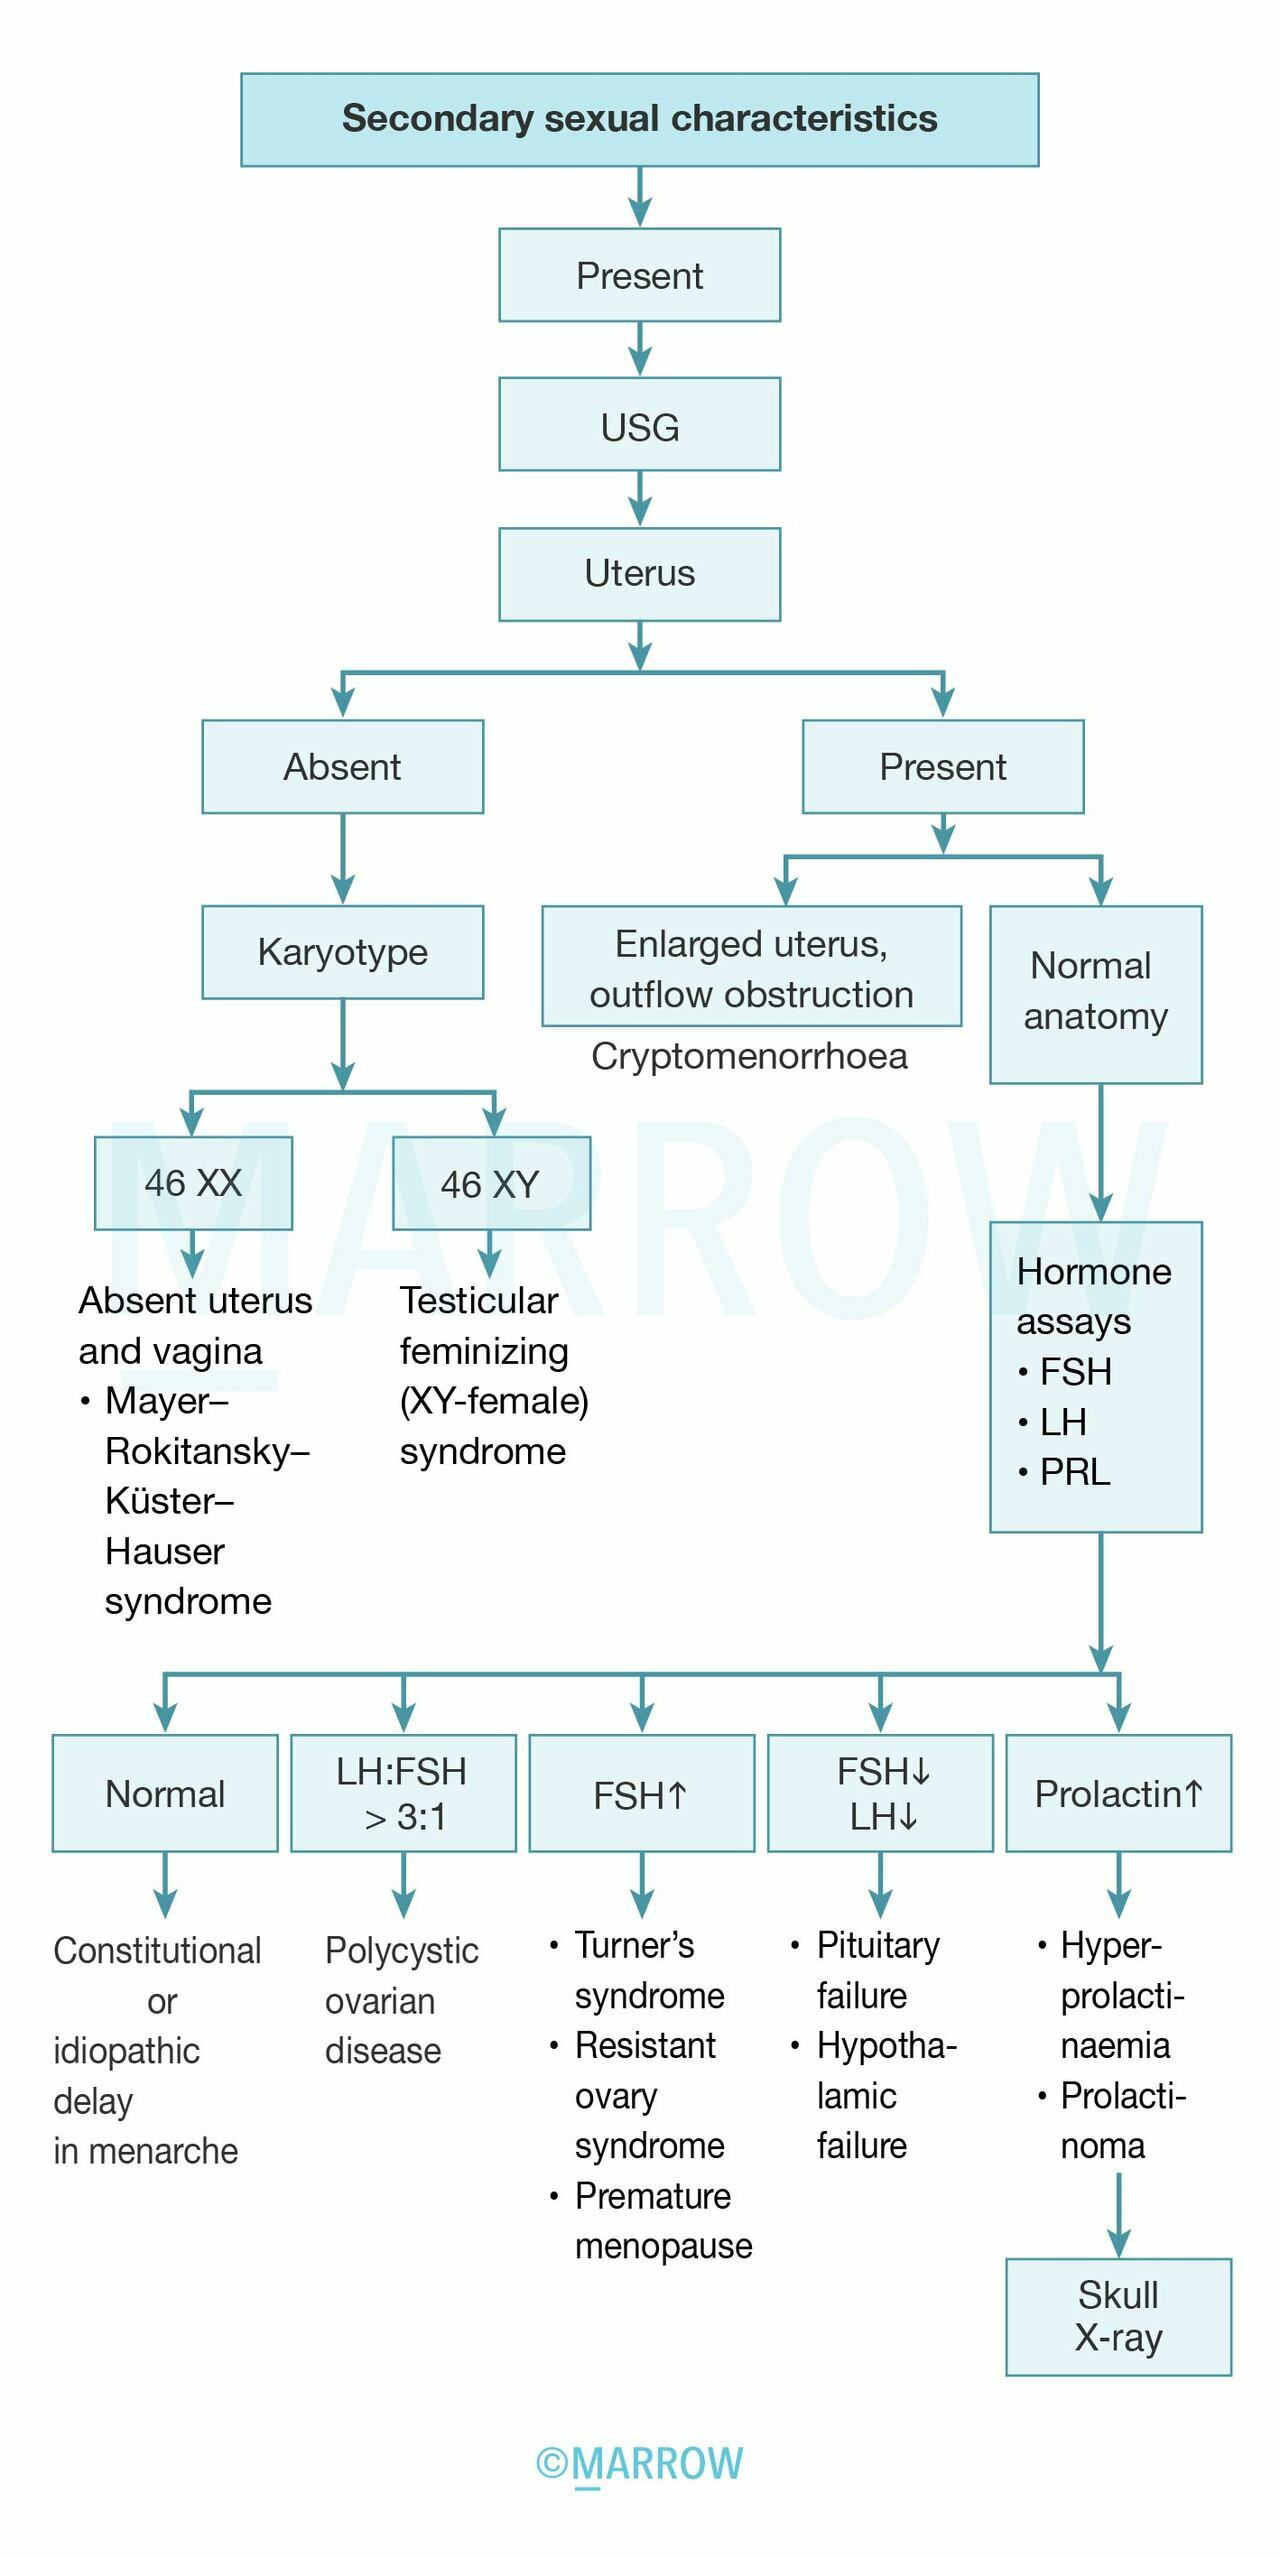 Secondary sexual characteristics
Present
USG
Uterus
Absent
Present
Karyotype
Enlarged uterus,
outflow obstruction
Cryptomenorrhoea
Normal
anatomy
46 XX
46 XY
Absent uterus
and vagina
• Mayer–
Rokitansky–
Küster–
Hauser
syndrome
Testicular
feminizing
(XY-female)
syndrome
Hormone
assays
• FSH
• LH
• PRL
MARROW
Normal
LH:FSH
> 3:1
FSH↑
FSH↓
LH↓
Prolactin↑
Constitutional
or
idiopathic
delay
in menarche
Polycystic
ovarian
disease
• Turner’s
syndrome
• Resistant
ovary
syndrome
• Premature
menopause
• Pituitary
failure
• Hypotha-
lamic
failure
• Hyper-
prolacti-
naemia
• Prolacti-
noma
Skull
X-ray
©MARROW